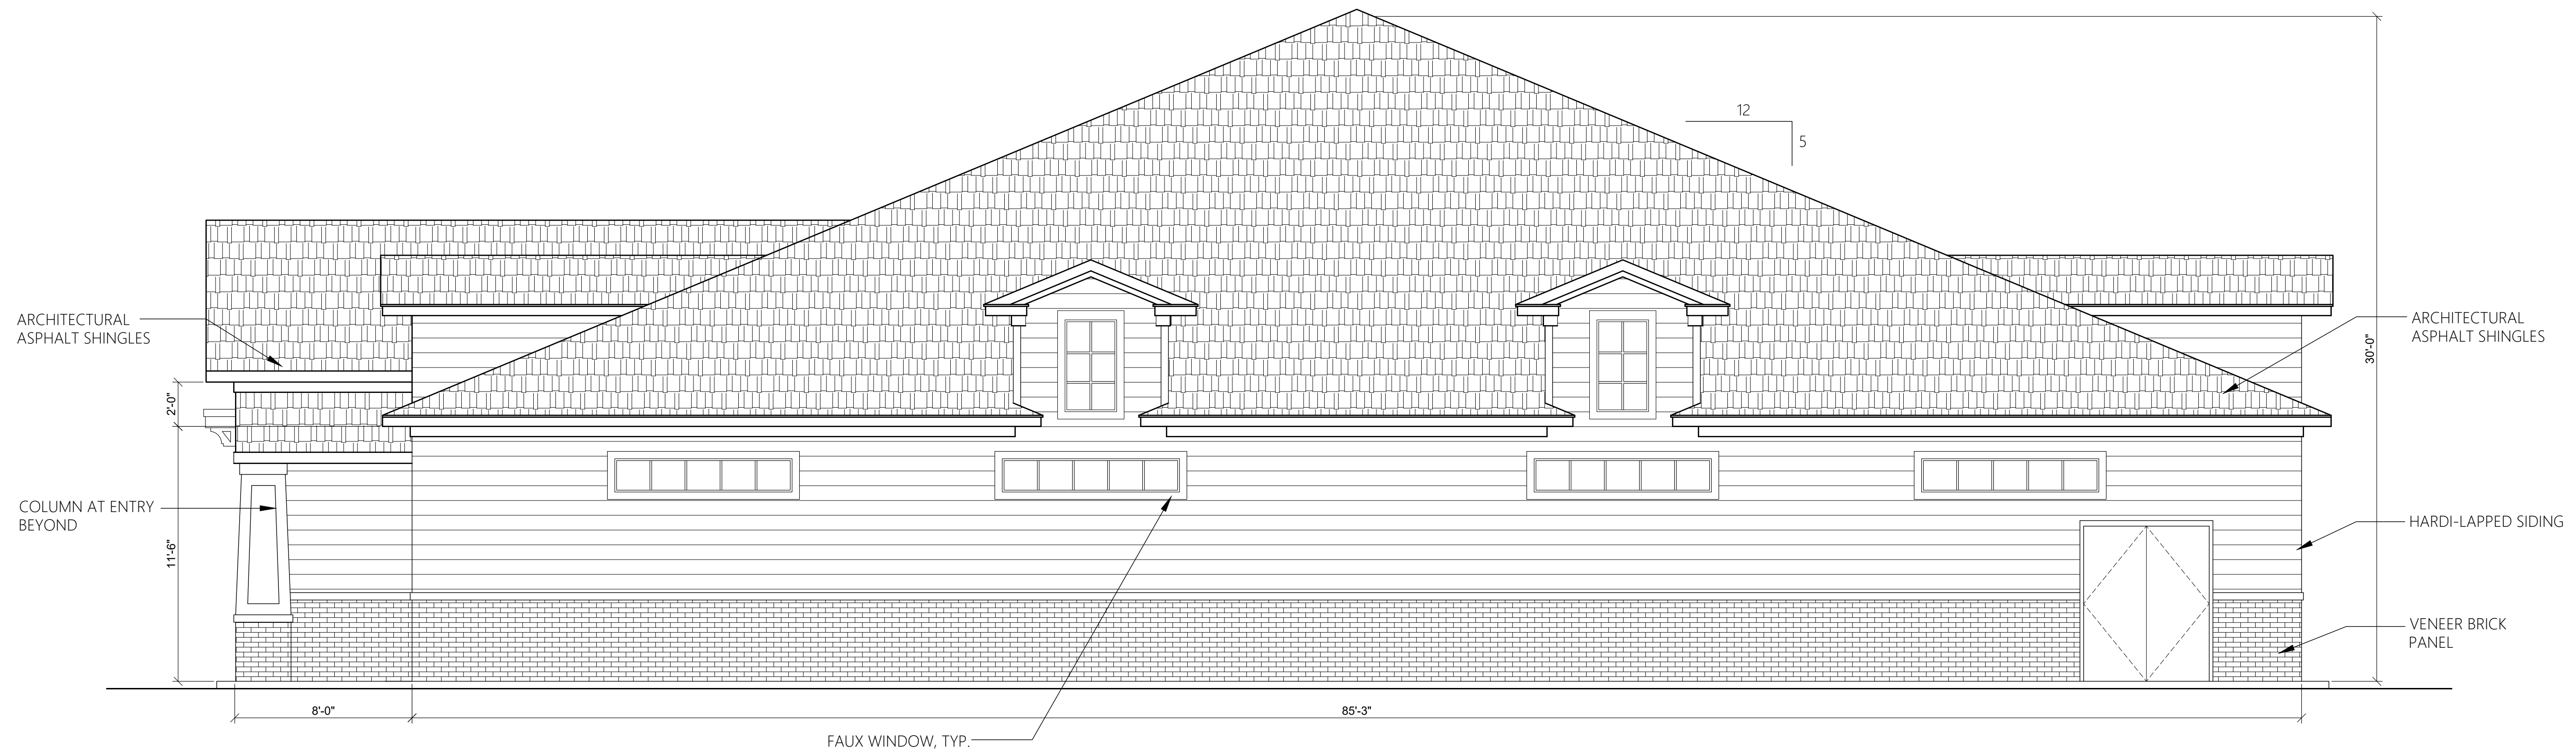 12
5
ARCHITECTURAL
ASPHALT SHINGLES
ARCHITECTURAL
ASPHALT SHINGLES
30'-0"
2'-0"
COLUMN AT ENTRY
BEYOND
HARDI-LAPPED SIDING
11'-6"
VENEER BRICK
PANEL
8'-0"
85'-3"
FAUX WINDOW, TYP.